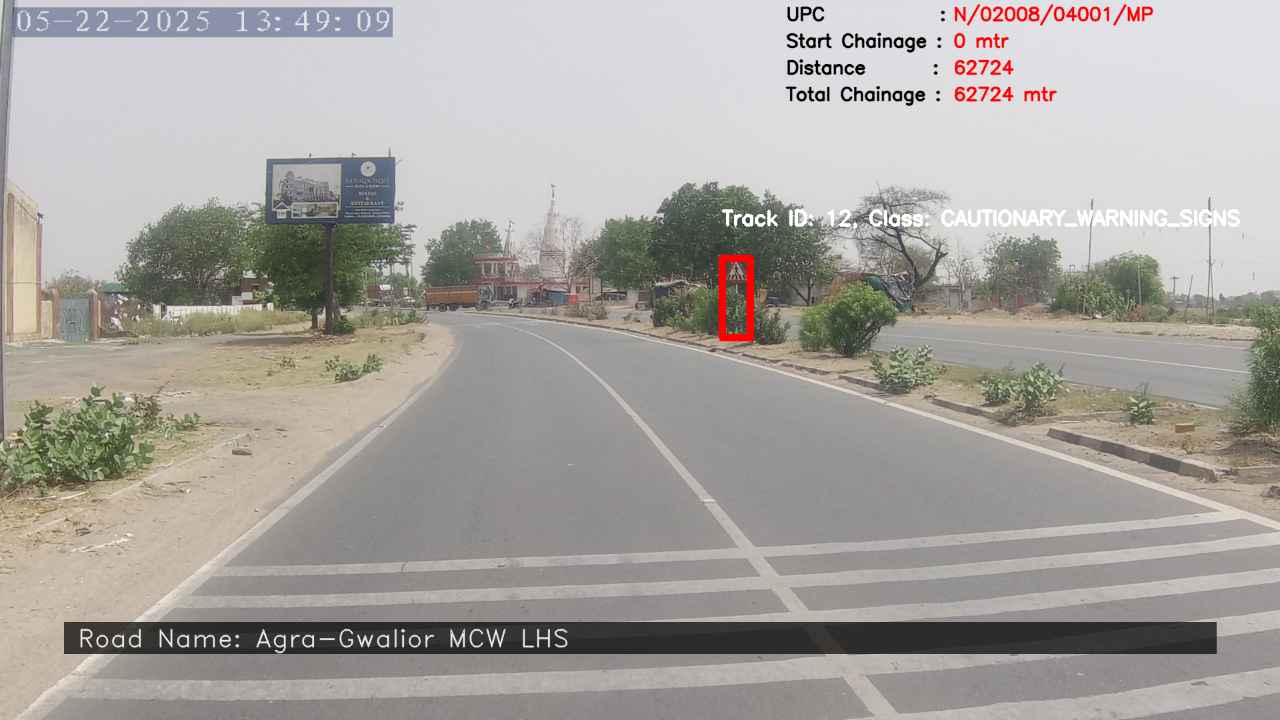 05-22-2025 13:49:09
UPC : N/02008/04001/MP
Start Chainage : 0 mtr
Distance : 62724
Total Chainage : 62724 mtr
Track ID: 12, Class: CAUTIONARY_WARNING_SIGNS
RESTAURANT
Road Name: Agra-Gwalior MCW LHS